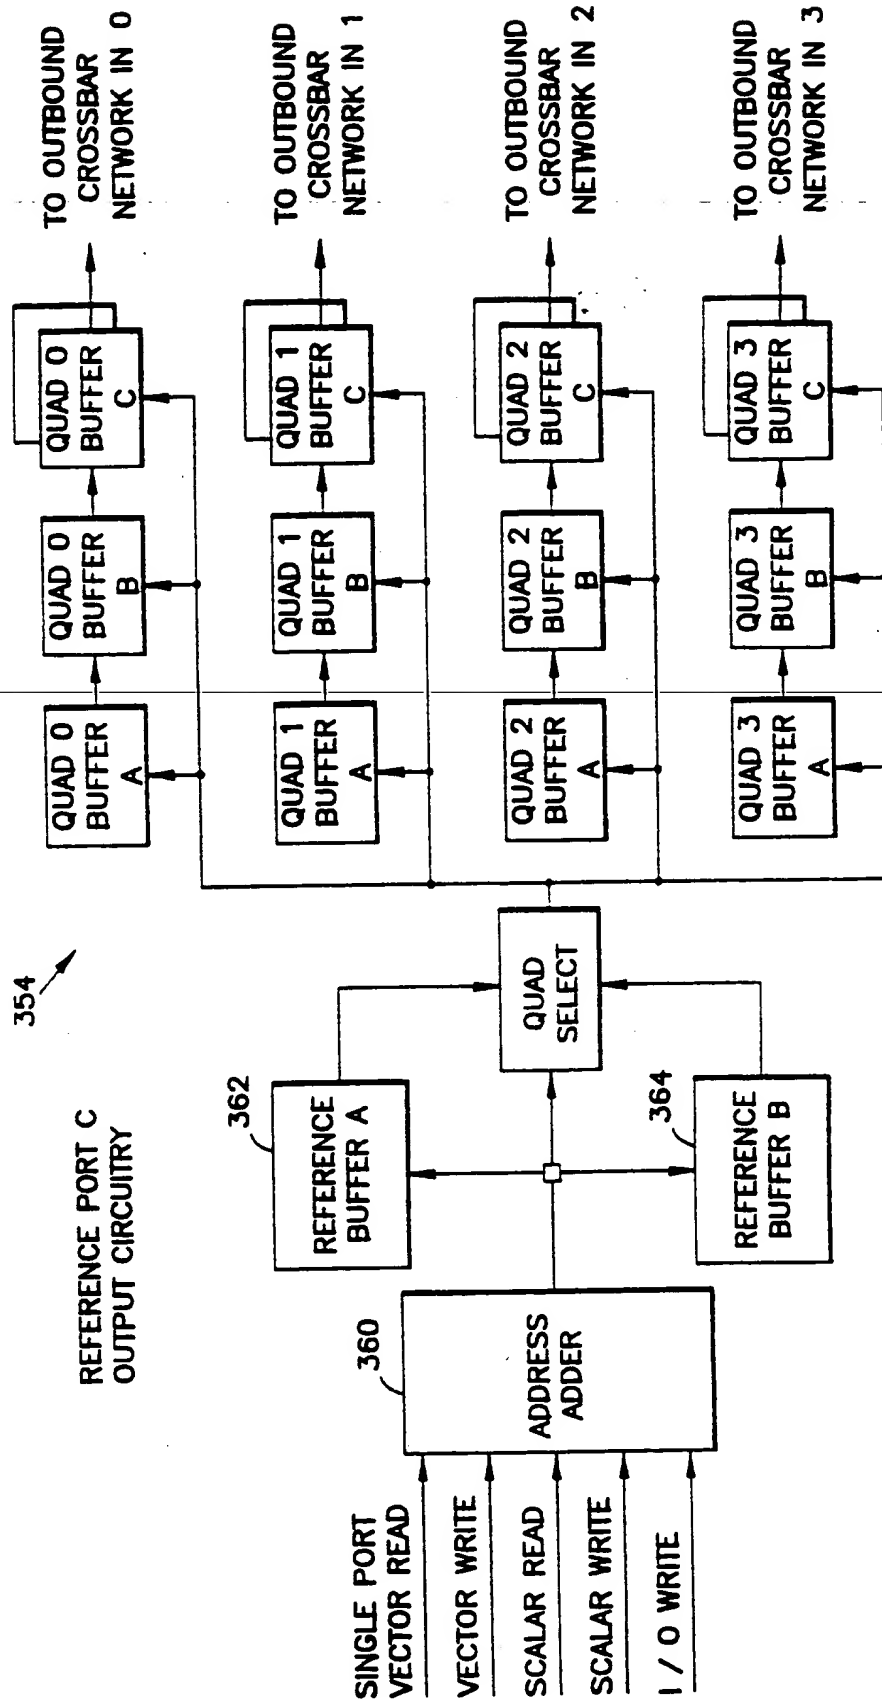 REFERENCE PORT C
OUTPUT CIRCUITRY
354
SINGLE PORT
VECTOR READ
VECTOR WRITE
SCALAR READ
SCALAR WRITE
I / O WRITE
360
ADDRESS
ADDER
362
REFERENCE
BUFFER A
364
REFERENCE
BUFFER B
QUAD
SELECT
QUAD 0
BUFFER
A
QUAD 0
BUFFER
B
QUAD 0
BUFFER
C
TO OUTBOUND
CROSSBAR
NETWORK IN 0
QUAD 1
BUFFER
A
QUAD 1
BUFFER
B
QUAD 1
BUFFER
C
TO OUTBOUND
CROSSBAR
NETWORK IN 1
QUAD 2
BUFFER
A
QUAD 2
BUFFER
B
QUAD 2
BUFFER
C
TO OUTBOUND
CROSSBAR
NETWORK IN 2
QUAD 3
BUFFER
A
QUAD 3
BUFFER
B
QUAD 3
BUFFER
C
TO OUTBOUND
CROSSBAR
NETWORK IN 3